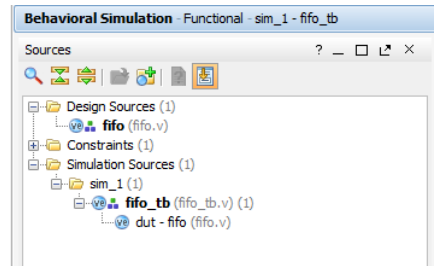 Behavioral Simulation - Functional - sim_1 - fifo_tb
Sources
Design Sources (1)
fifo (fifo.v)
Constraints (1)
Simulation Sources (1)
sim_1 (1)
fifo_tb (fifo_tb.v) (1)
dut - fifo (fifo.v)